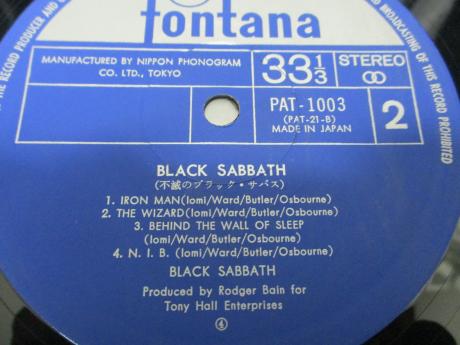 fontana
OF THE RECORD PRODUCER AND
BROADCASTING OF THIS RECORD PROHIBITED
MANUFACTURED BY NIPPON PHONOGRAM
CO. LTD., TOKYO
33 1/3
STEREO
PAT-1003
(PAT-21-B)
MADE IN JAPAN
2
BLACK SABBATH
(不滅のブラック・サバス)
1. IRON MAN(Iomi/Ward/Butler/Osbourne)
2. THE WIZARD(Iomi/Ward/Butler/Osbourne)
3. BEHIND THE WALL OF SLEEP
(Iomi/Ward/Butler/Osbourne)
4. N. I. B. (Iomi/Ward/Butler/Osbourne)
BLACK SABBATH
Produced by Rodger Bain for
Tony Hall Enterprises
④